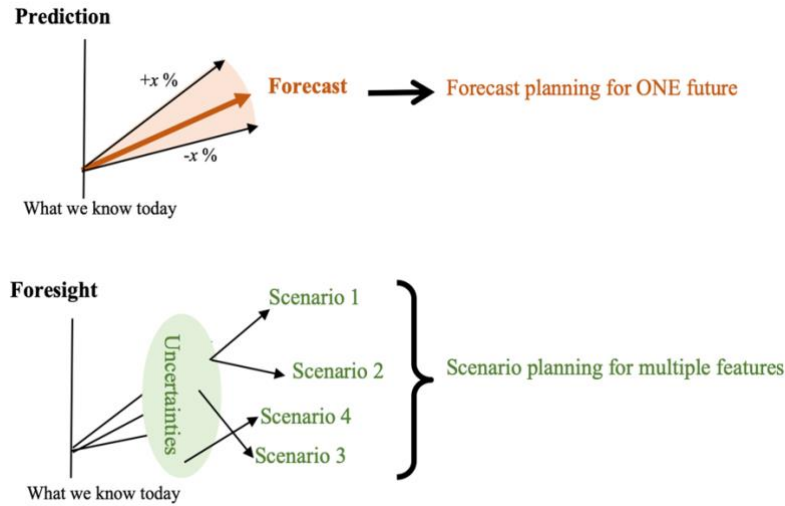 Prediction
+x %
Forecast
Forecast planning for ONE future
-x %
What we know today
Foresight
Scenario 1
Uncertainties
Scenario 2
Scenario planning for multiple features
Scenario 4
Scenario 3
What we know today